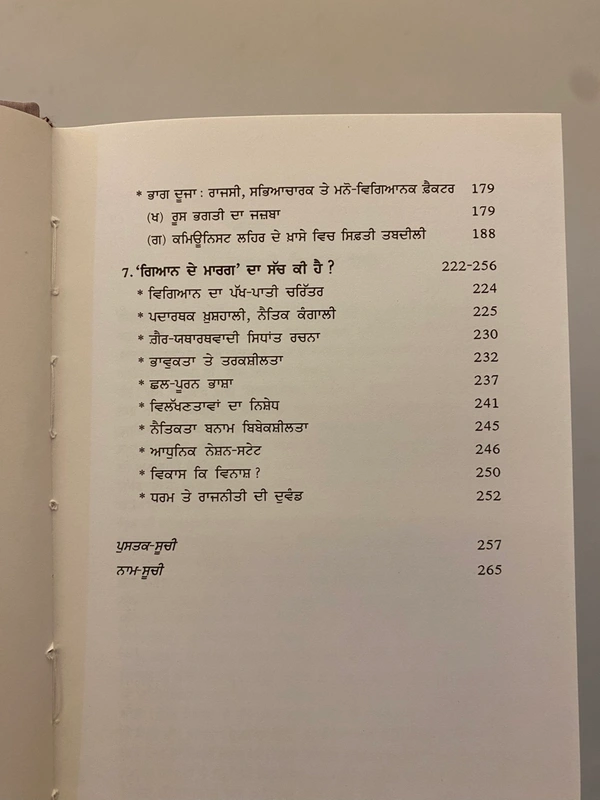 * ਭਾਗ ਦੂਜਾ : ਰਾਜਸੀ, ਸਭਿਆਚਾਰਕ ਤੇ ਮਨੋ-ਵਿਗਿਆਨਕ ਫ਼ੈਕਟਰ 179
(ਖ) ਰੂਸ ਭਗਤੀ ਦਾ ਜਜ਼ਬਾ 179
(ਗ) ਕਮਿਊਨਿਸਟ ਲਹਿਰ ਦੇ ਖ਼ਾਸੇ ਵਿਚ ਸਿਫ਼ਤੀ ਤਬਦੀਲੀ 188
7. 'ਗਿਆਨ ਦੇ ਮਾਰਗ' ਦਾ ਸੱਚ ਕੀ ਹੈ ? 222-256
* ਵਿਗਿਆਨ ਦਾ ਪੱਖ-ਪਾਤੀ ਚਰਿੱਤਰ 224
* ਪਦਾਰਥਕ ਖ਼ੁਸ਼ਹਾਲੀ, ਨੈਤਿਕ ਕੰਗਾਲੀ 225
* ਗ਼ੈਰ-ਯਥਾਰਥਵਾਦੀ ਸਿਧਾਂਤ ਰਚਨਾ 230
* ਭਾਵੁਕਤਾ ਤੇ ਤਰਕਸ਼ੀਲਤਾ 232
* ਛਲ-ਪੂਰਨ ਭਾਸ਼ਾ 237
* ਵਿਲੱਖਣਤਾਵਾਂ ਦਾ ਨਿਸ਼ੇਧ 241
* ਨੈਤਿਕਤਾ ਬਨਾਮ ਬਿਬੇਕਸ਼ੀਲਤਾ 245
* ਆਧੁਨਿਕ ਨੇਸ਼ਨ-ਸਟੇਟ 246
* ਵਿਕਾਸ ਕਿ ਵਿਨਾਸ਼ ? 250
* ਧਰਮ ਤੇ ਰਾਜਨੀਤੀ ਦੀ ਦੁਵੰਡ 252
ਪੁਸਤਕ-ਸੂਚੀ 257
ਨਾਮ-ਸੂਚੀ 265